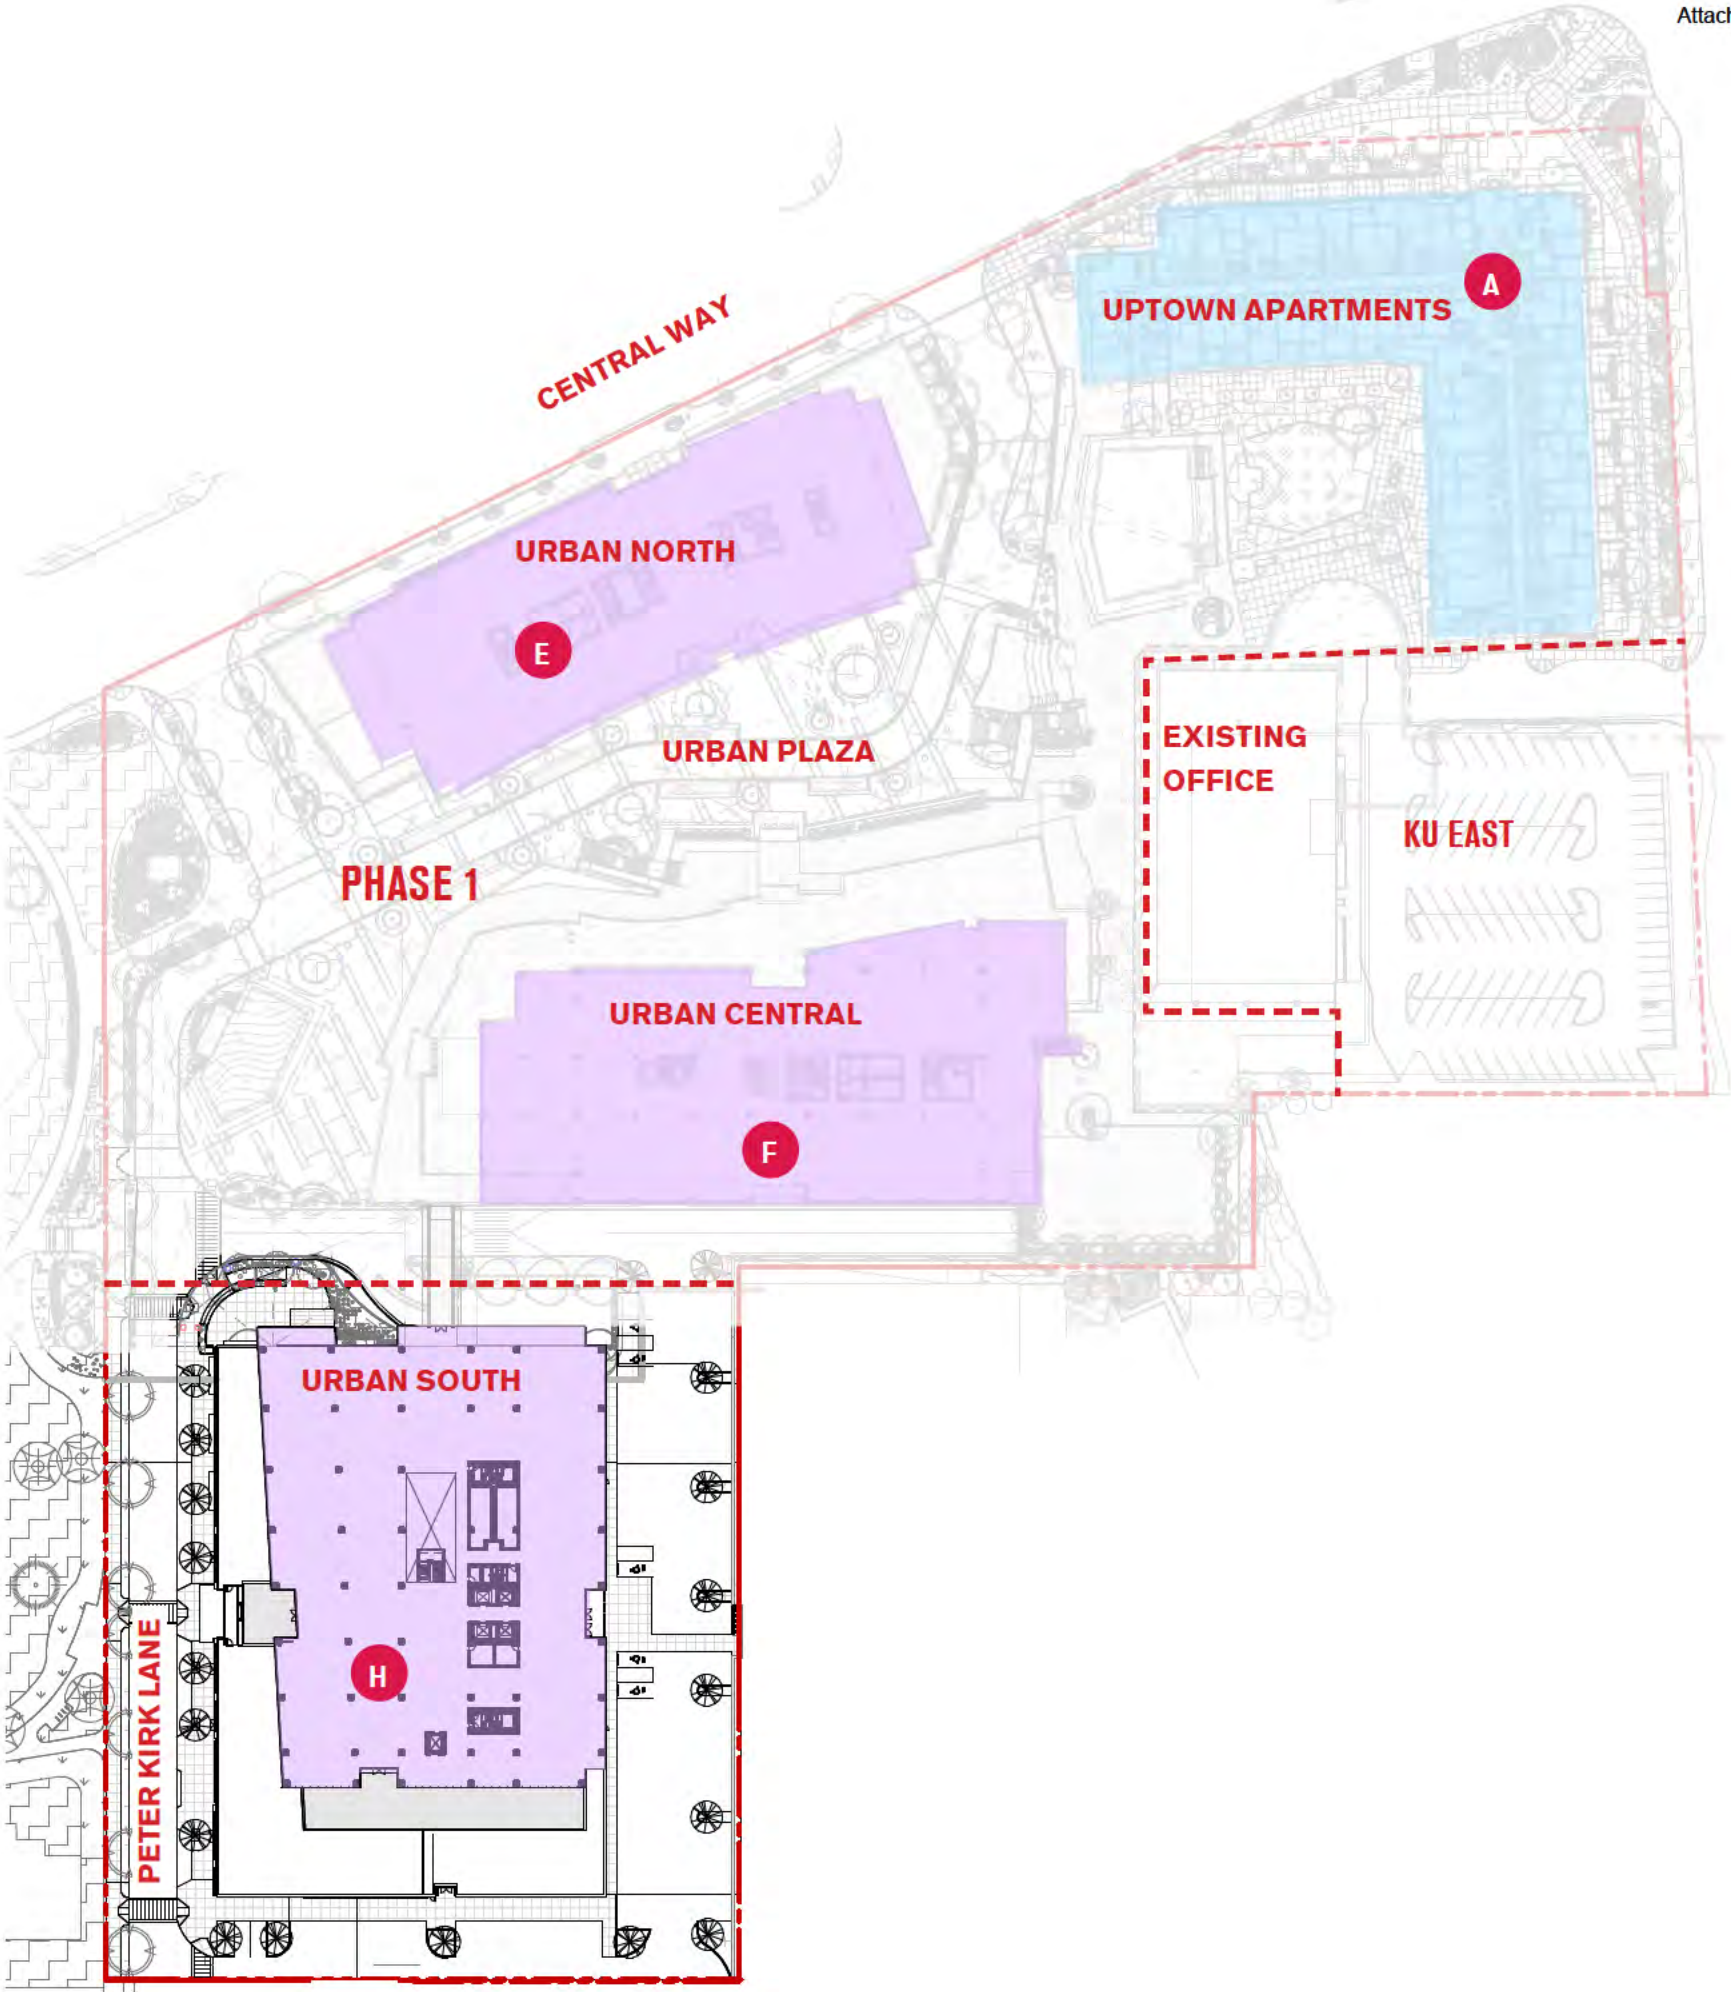 Attach
CENTRAL WAY
UPTOWN APARTMENTS
A
URBAN NORTH
E
URBAN PLAZA
EXISTING
OFFICE
KU EAST
PHASE 1
URBAN CENTRAL
F
URBAN SOUTH
H
PETER KIRK LANE